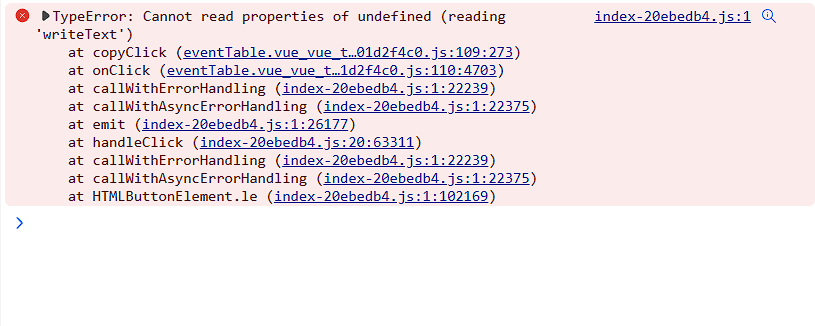 TypeError: Cannot read properties of undefined (reading index-20ebedb4.js:1
'writeText')
at copyClick (eventTable.vue_vue_t…01d2f4c0.js:109:273)
at onClick (eventTable.vue_vue_t…1d2f4c0.js:110:4703)
at callWithErrorHandling (index-20ebedb4.js:1:22239)
at callWithAsyncErrorHandling (index-20ebedb4.js:1:22375)
at emit (index-20ebedb4.js:1:26177)
at handleClick (index-20ebedb4.js:20:63311)
at callWithErrorHandling (index-20ebedb4.js:1:22239)
at callWithAsyncErrorHandling (index-20ebedb4.js:1:22375)
at HTMLButtonElement.le (index-20ebedb4.js:1:102169)